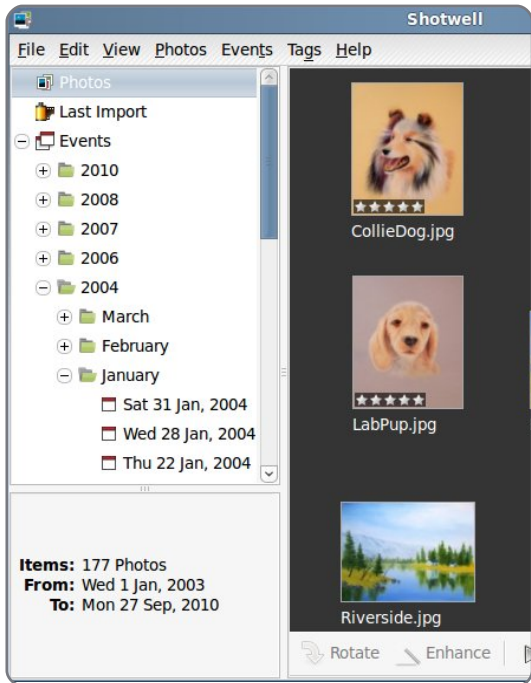 Shotwell
File Edit View Photos Events Tags Help
Photos
Last Import
Events
2010
2008
2007
2006
2004
March
February
January
Sat 31 Jan, 2004
Wed 28 Jan, 2004
Thu 22 Jan, 2004
Items: 177 Photos
From: Wed 1 Jan, 2003
To: Mon 27 Sep, 2010
CollieDog.jpg
LabPup.jpg
Riverside.jpg
Rotate Enhance